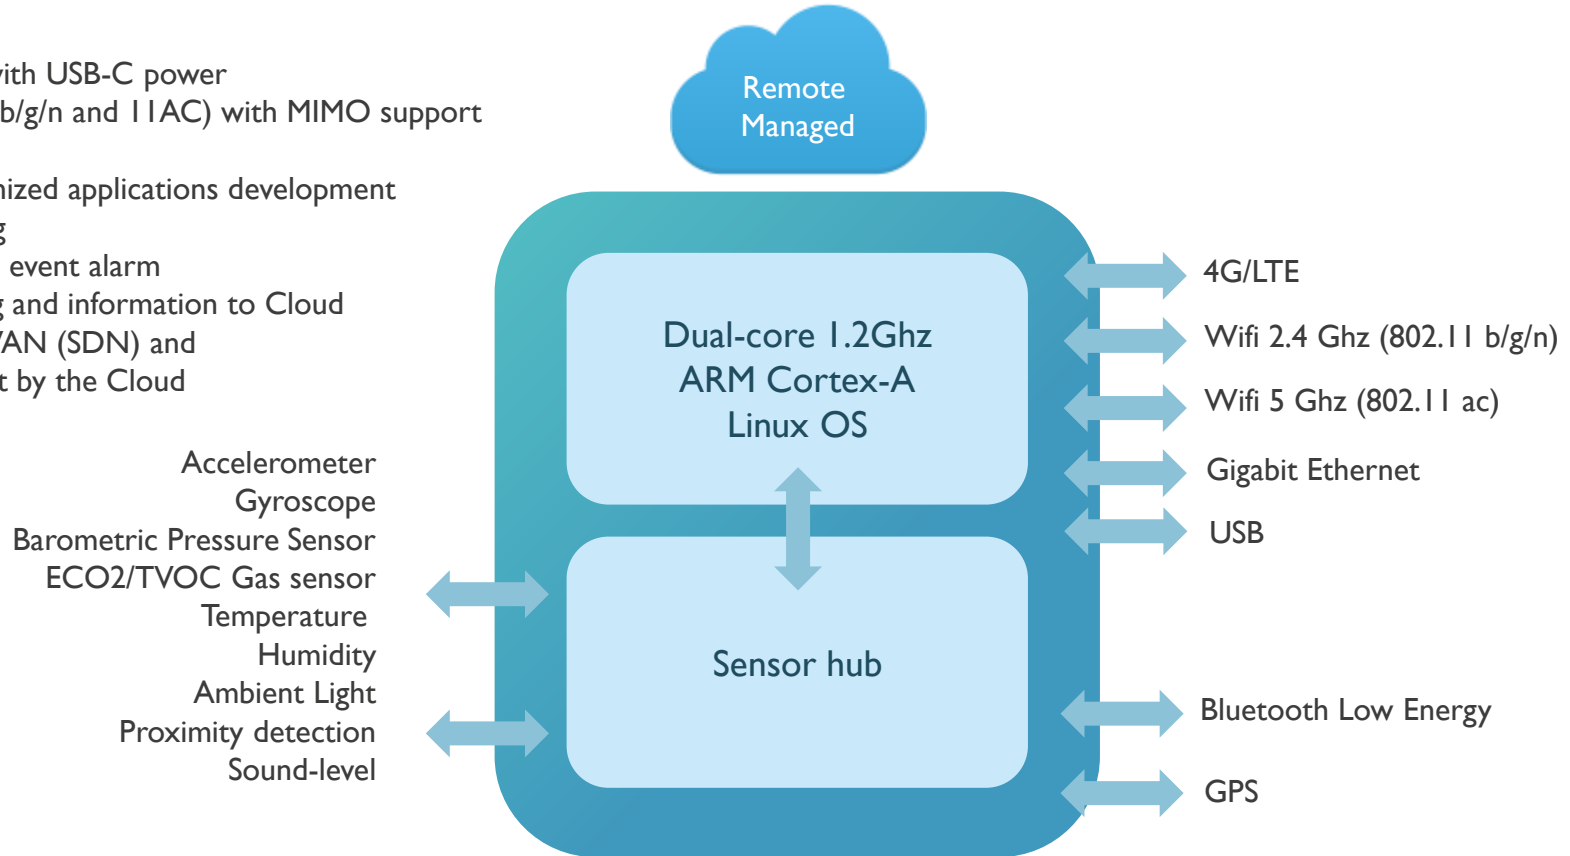 with USB-C power
b/g/n and 11AC) with MIMO support
nized applications development
g
event alarm
g and information to Cloud
VAN (SDN) and
t by the Cloud
Remote
Managed
Dual-core 1.2Ghz
ARM Cortex-A
Linux OS
Sensor hub
Accelerometer
Gyroscope
Barometric Pressure Sensor
ECO2/TVOC Gas sensor
Temperature
Humidity
Ambient Light
Proximity detection
Sound-level
4G/LTE
Wifi 2.4 Ghz (802.11 b/g/n)
Wifi 5 Ghz (802.11 ac)
Gigabit Ethernet
USB
Bluetooth Low Energy
GPS